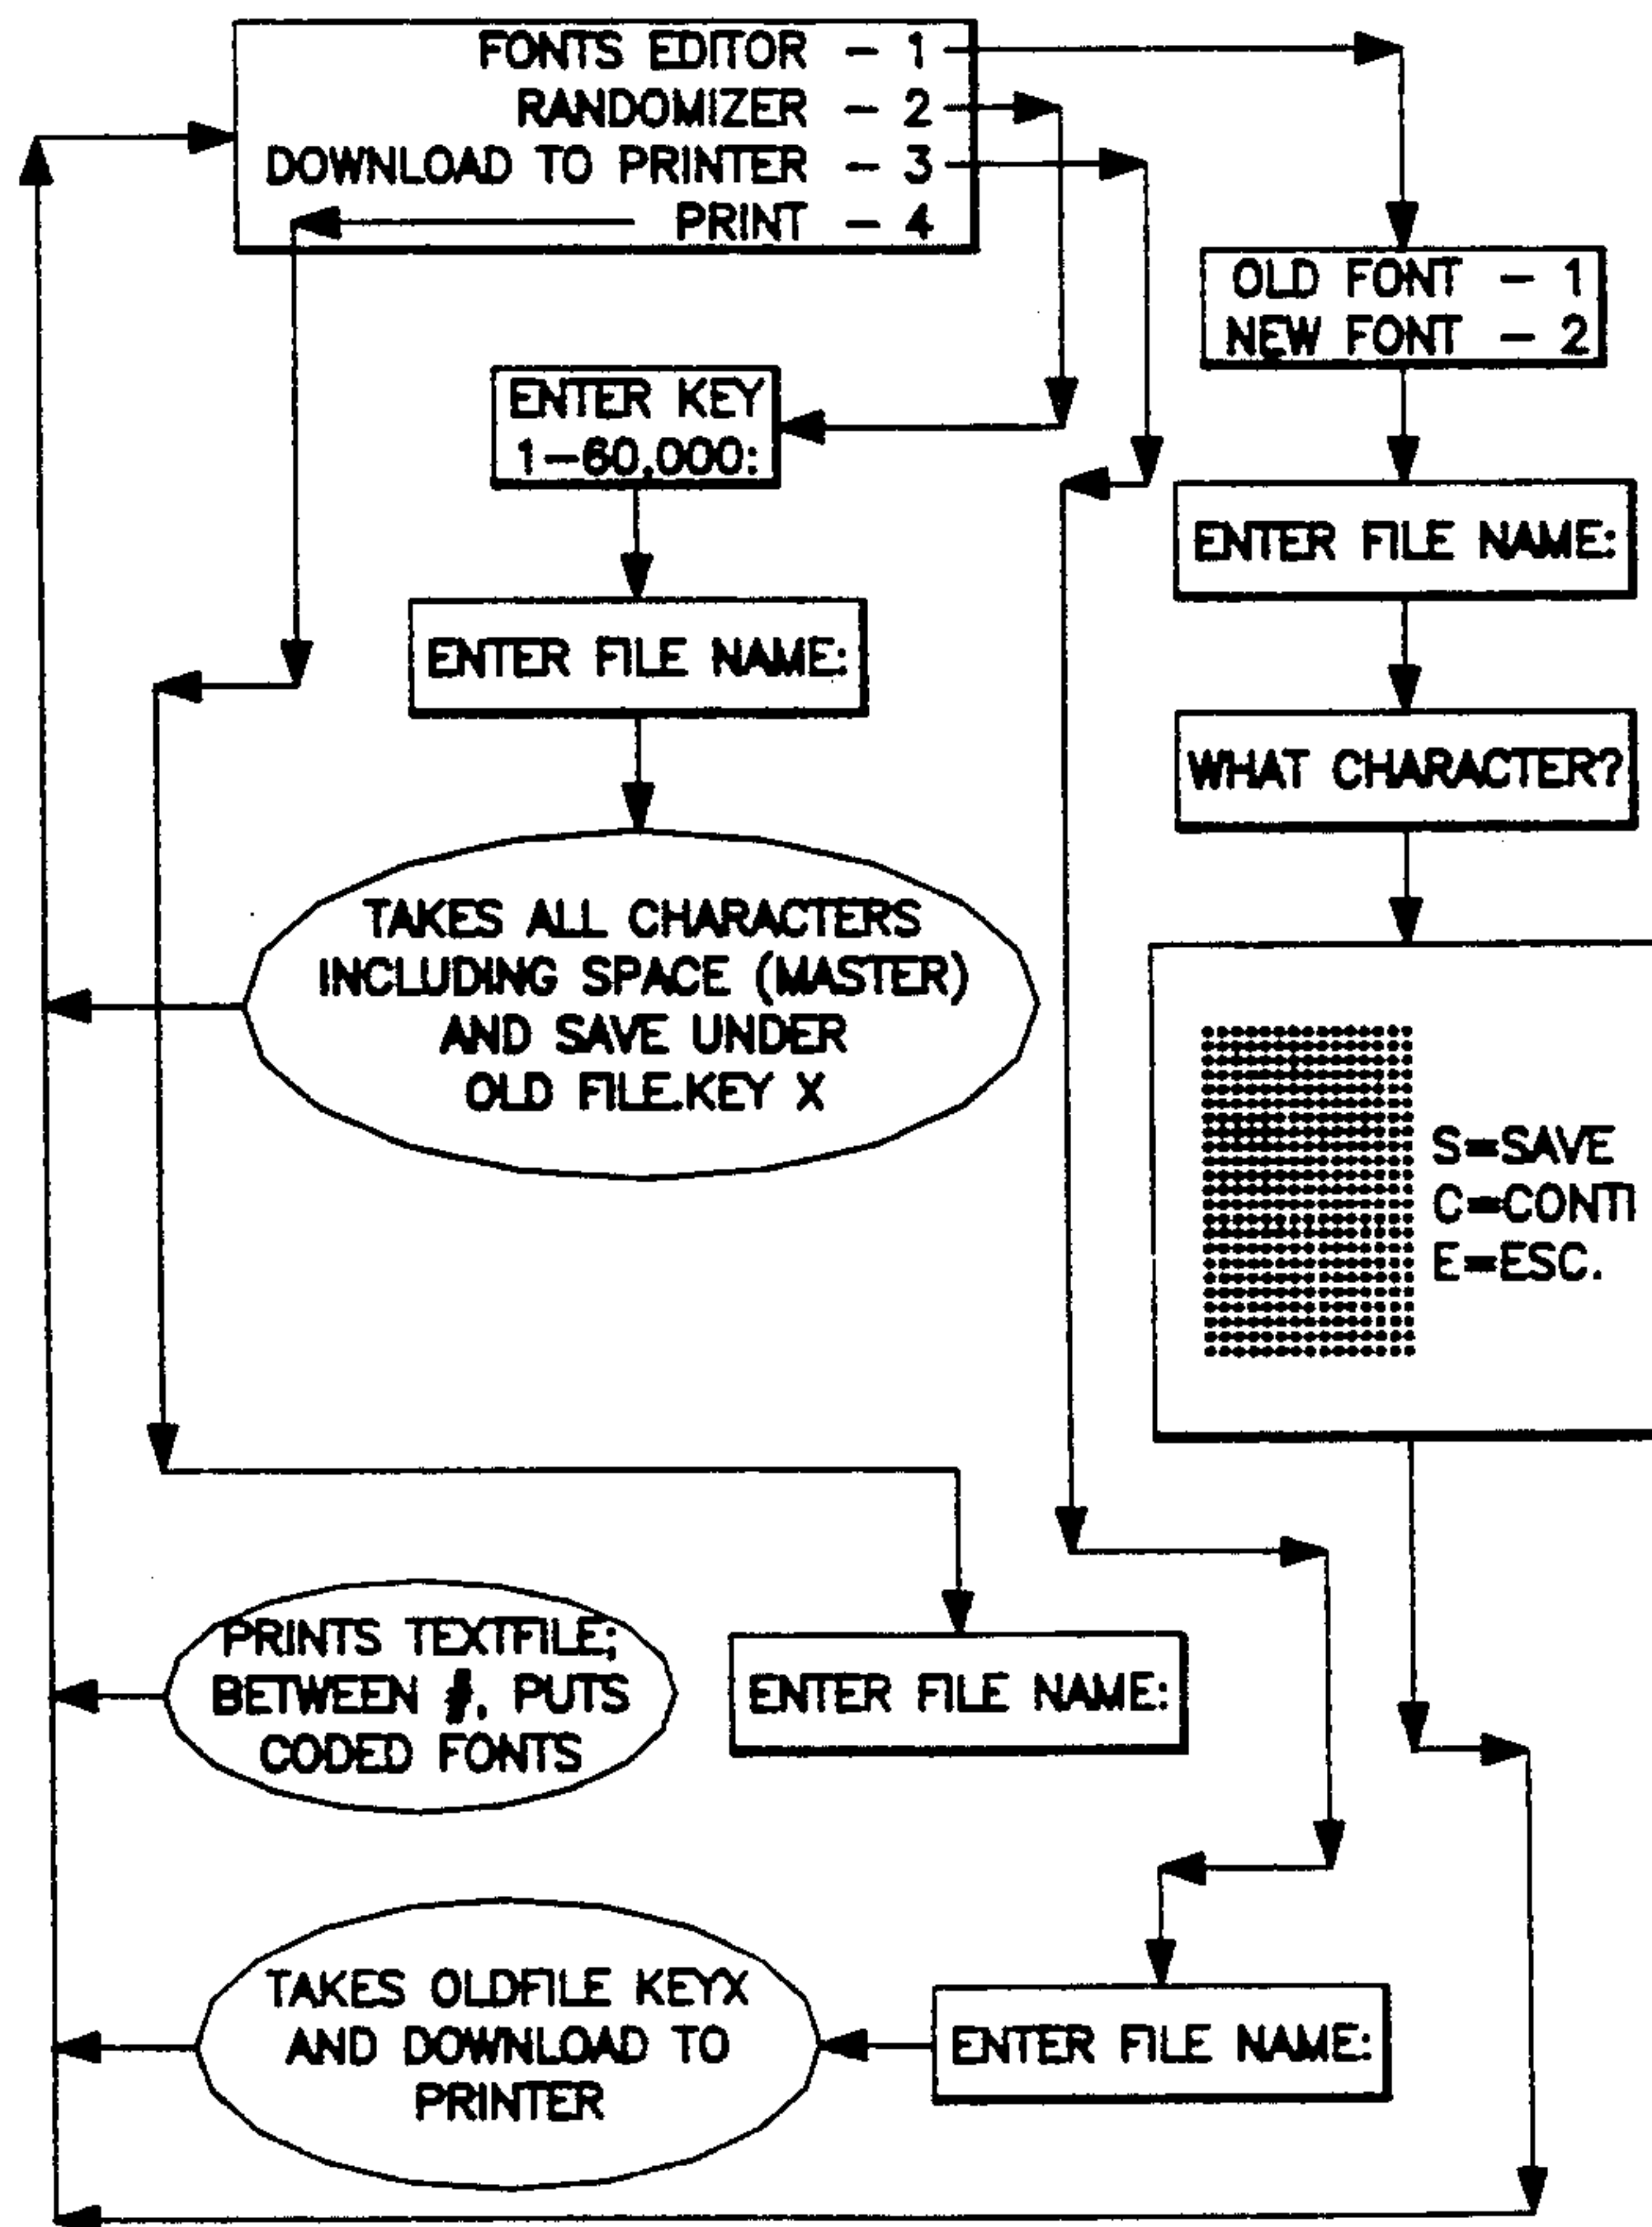 FONTS EDITOR - 1
RANDOMIZER - 2
DOWNLOAD TO PRINTER - 3
PRINT - 4
OLD FONT - 1
NEW FONT - 2
ENTER KEY
1-60,000:
ENTER FILE NAME:
ENTER FILE NAME:
WHAT CHARACTER?
TAKES ALL CHARACTERS
INCLUDING SPACE (MASTER)
AND SAVE UNDER
OLD FILE.KEY X
S=SAVE
C=CONTI
E=ESC.
PRINTS TEXTFILE;
BETWEEN #, PUTS
CODED FONTS
ENTER FILE NAME:
TAKES OLDFILE KEYX
AND DOWNLOAD TO
PRINTER
ENTER FILE NAME: